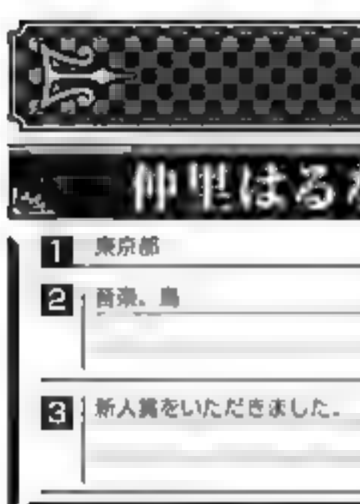 仲里はる
1 東京都
2 音楽、鳥
3 新人賞をいただきました。